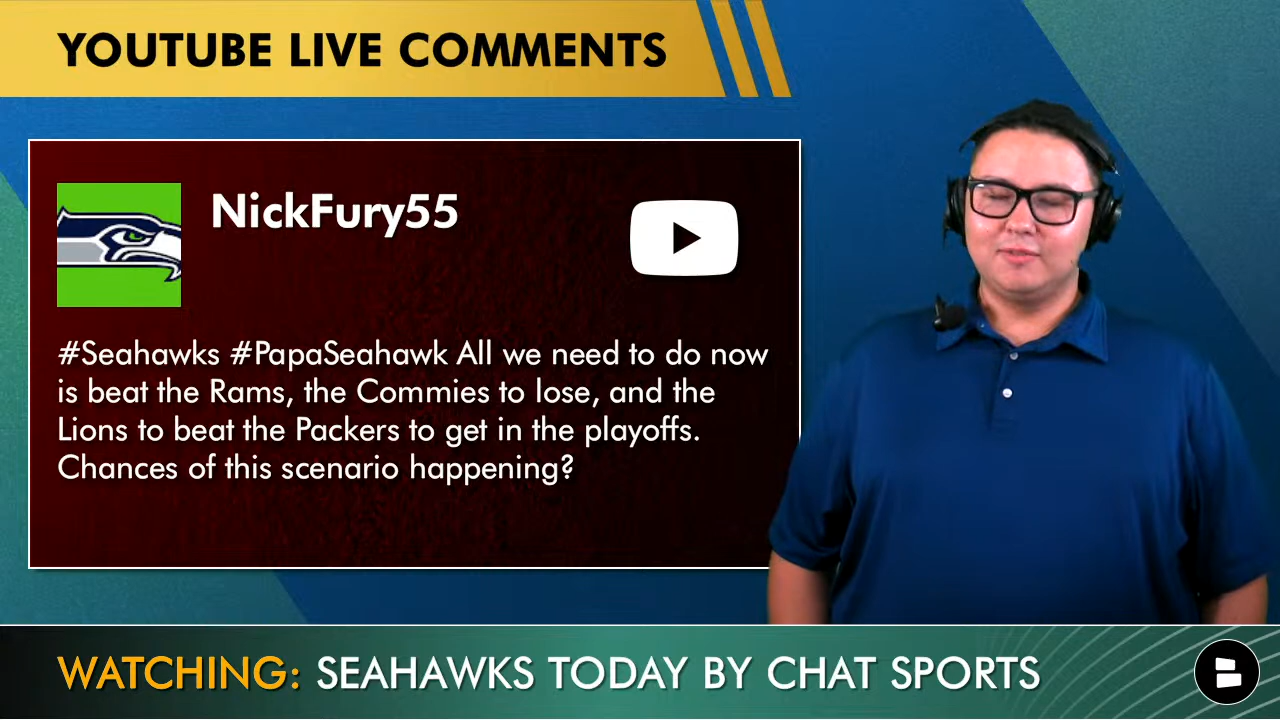 YOUTUBE LIVE COMMENTS
NickFury55
#Seahawks #PapaSeahawk All we need to do now
is beat the Rams, the Commies to lose, and the
Lions to beat the Packers to get in the playoffs.
Chances of this scenario happening?
WATCHING: SEAHAWKS TODAY BY CHAT SPORTS